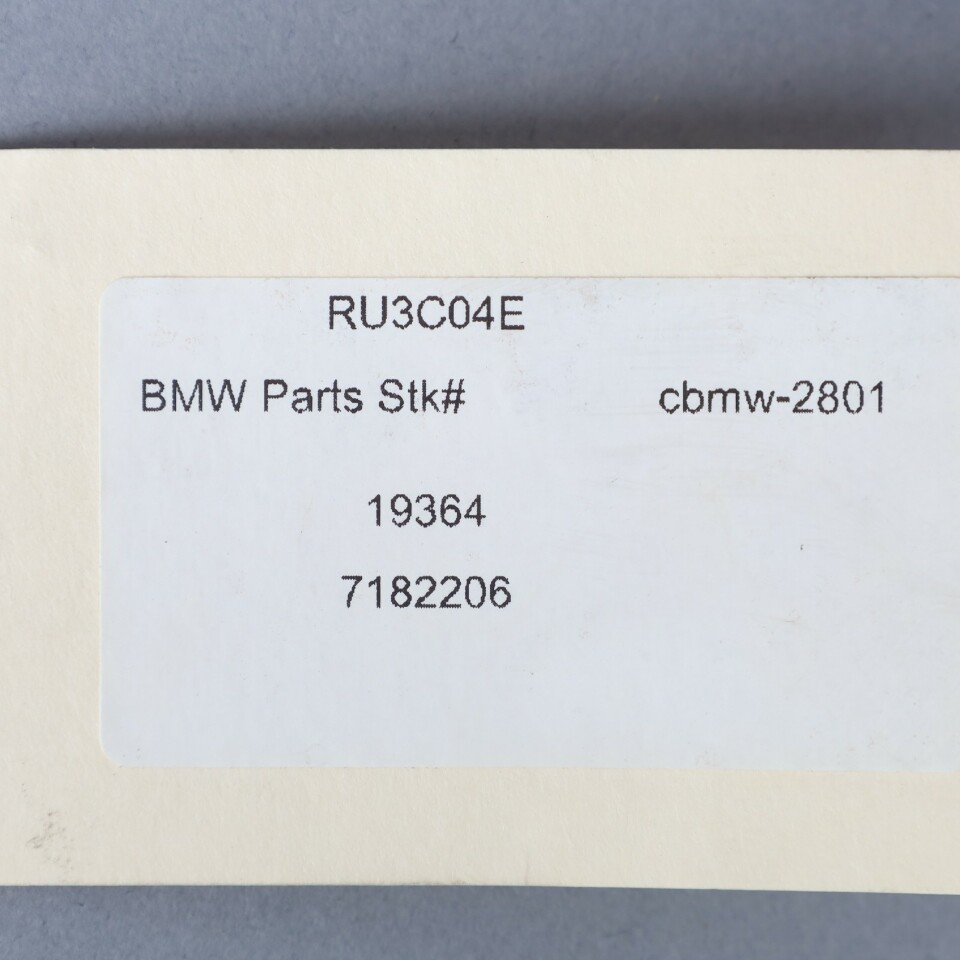 RU3C04E
BMW Parts Stk# cbmw-2801
19364
7182206